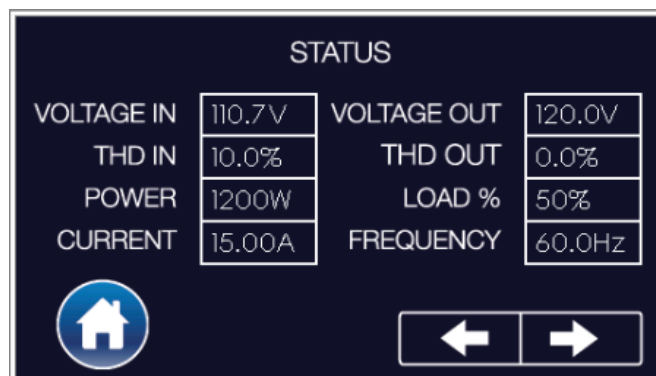 STATUS
VOLTAGE IN 110.7V VOLTAGE OUT 120.0V
THD IN 10.0% THD OUT 0.0%
POWER 1200W LOAD % 50%
CURRENT 15.00A FREQUENCY 60.0Hz